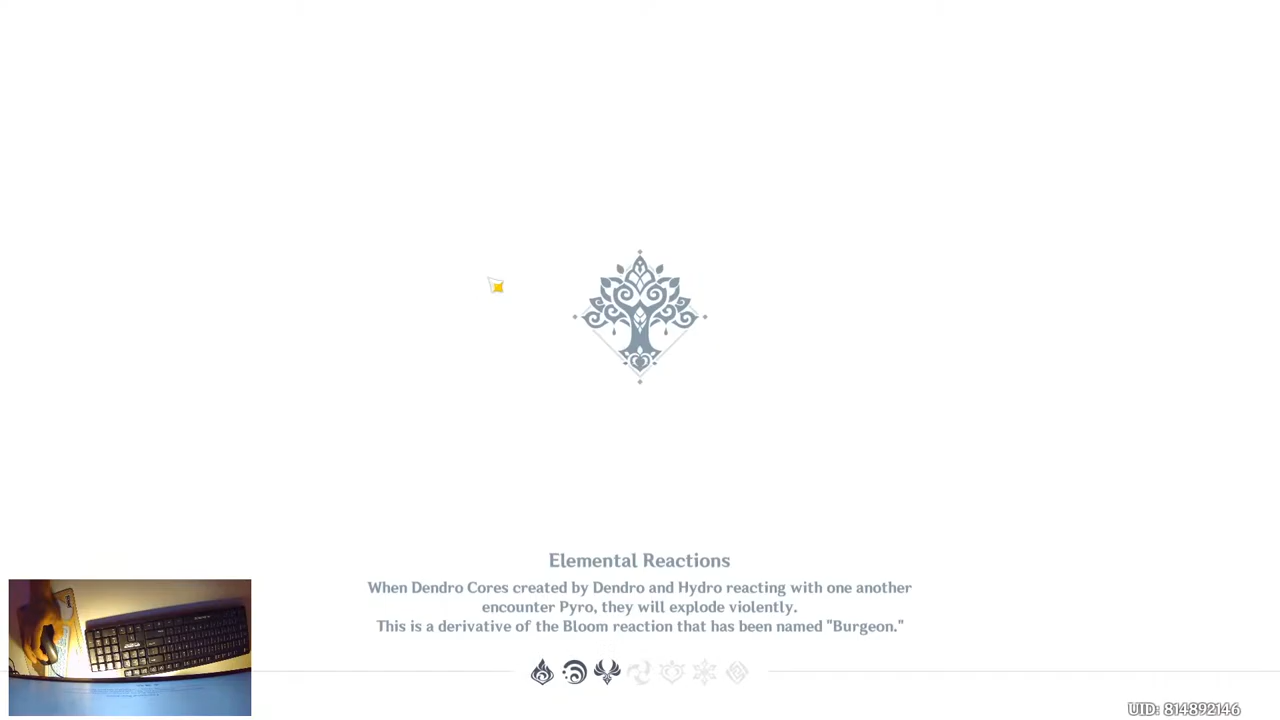 Elemental Reactions
When Dendro Cores created by Dendro and Hydro reacting with one another
encounter Pyro, they will explode violently.
This is a derivative of the Bloom reaction that has been named "Burgeon."
UID: 814892146